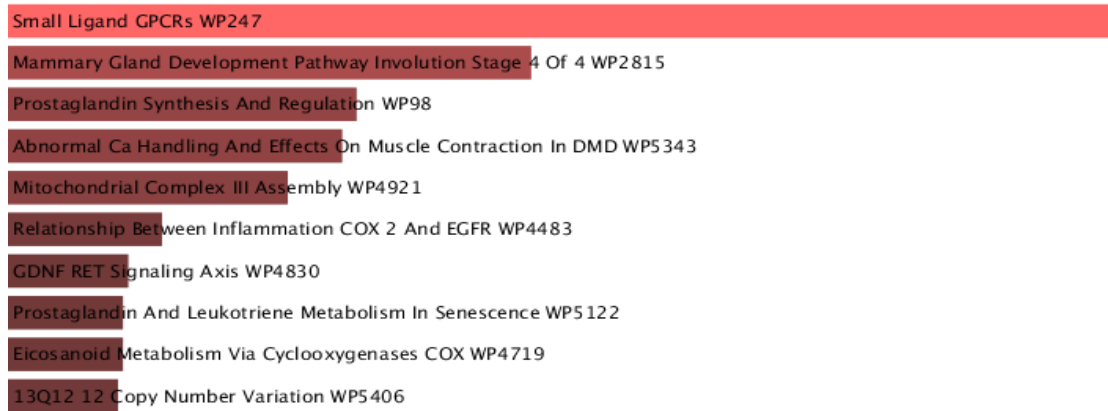 Small Ligand GPCRs WP247
Mammary Gland Development Pathway Involution Stage 4 Of 4 WP2815
Prostaglandin Synthesis And Regulation WP98
Abnormal Ca Handling And Effects On Muscle Contraction In DMD WP5343
Mitochondrial Complex III Assembly WP4921
Relationship Between Inflammation COX 2 And EGFR WP4483
GDNF RET Signaling Axis WP4830
Prostaglandin And Leukotriene Metabolism In Senescence WP5122
Eicosanoid Metabolism Via Cyclooxygenases COX WP4719
13Q12 12 Copy Number Variation WP5406